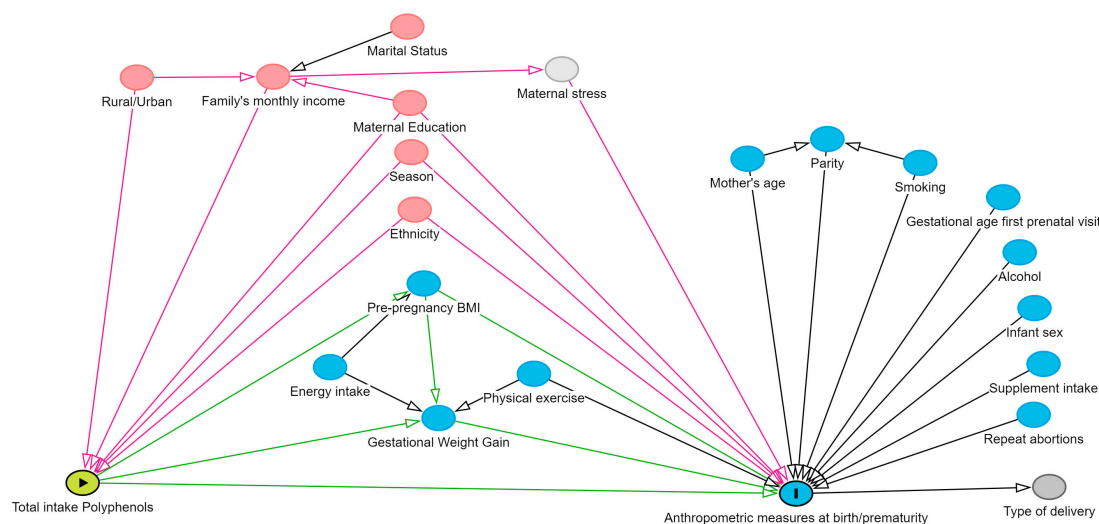 Marital Status
Rural/Urban
Family's monthly income
Maternal stress
Maternal Education
Season
Ethnicity
Mother's age
Parity
Smoking
Gestational age first prenatal visit
Alcohol
Pre-pregnancy BMI
Infant sex
Energy intake
Physical exercise
Supplement intake
Gestational Weight Gain
Repeat abortions
Total intake Polyphenols
Anthropometric measures at birth/prematurity
Type of delivery